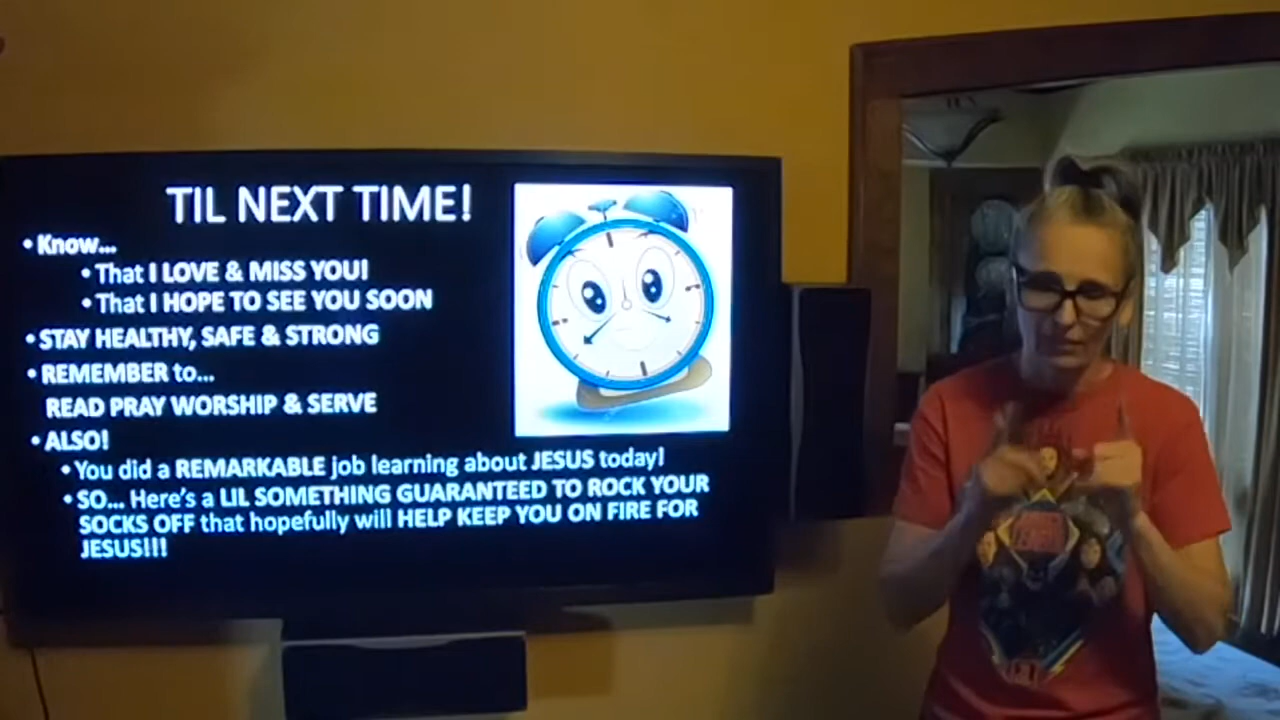 TIL NEXT TIME!
• Know...
• That I LOVE & MISS YOU!
• That I HOPE TO SEE YOU SOON
• STAY HEALTHY, SAFE & STRONG
• REMEMBER to...
READ PRAY WORSHIP & SERVE
• ALSO!
• You did a REMARKABLE job learning about JESUS today!
• SO... Here's a LIL SOMETHING GUARANTEED TO ROCK YOUR
SOCKS OFF that hopefully will HELP KEEP YOU ON FIRE FOR
JESUS!!!